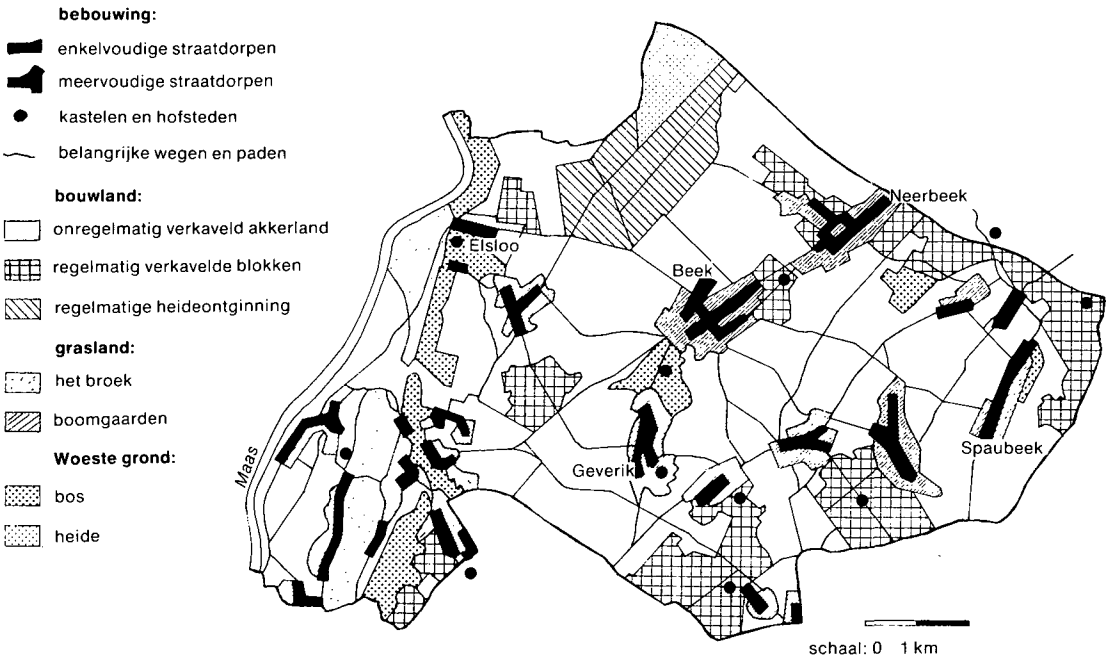 bebouwing:
enkelvoudige straatdorpen
meervoudige straatdorpen
kastelen en hofsteden
belangrijke wegen en paden
bouwland:
onregelmatig verkaveld akkerland
regelmatig verkavelde blokken
regelmatige heideontginning
grasland:
het broek
boomgaarden
Woeste grond:
bos
heide
Neerbeek
Elsloo
Beek
Maas
Geverik
Spaubeek
schaal: 0 1 km